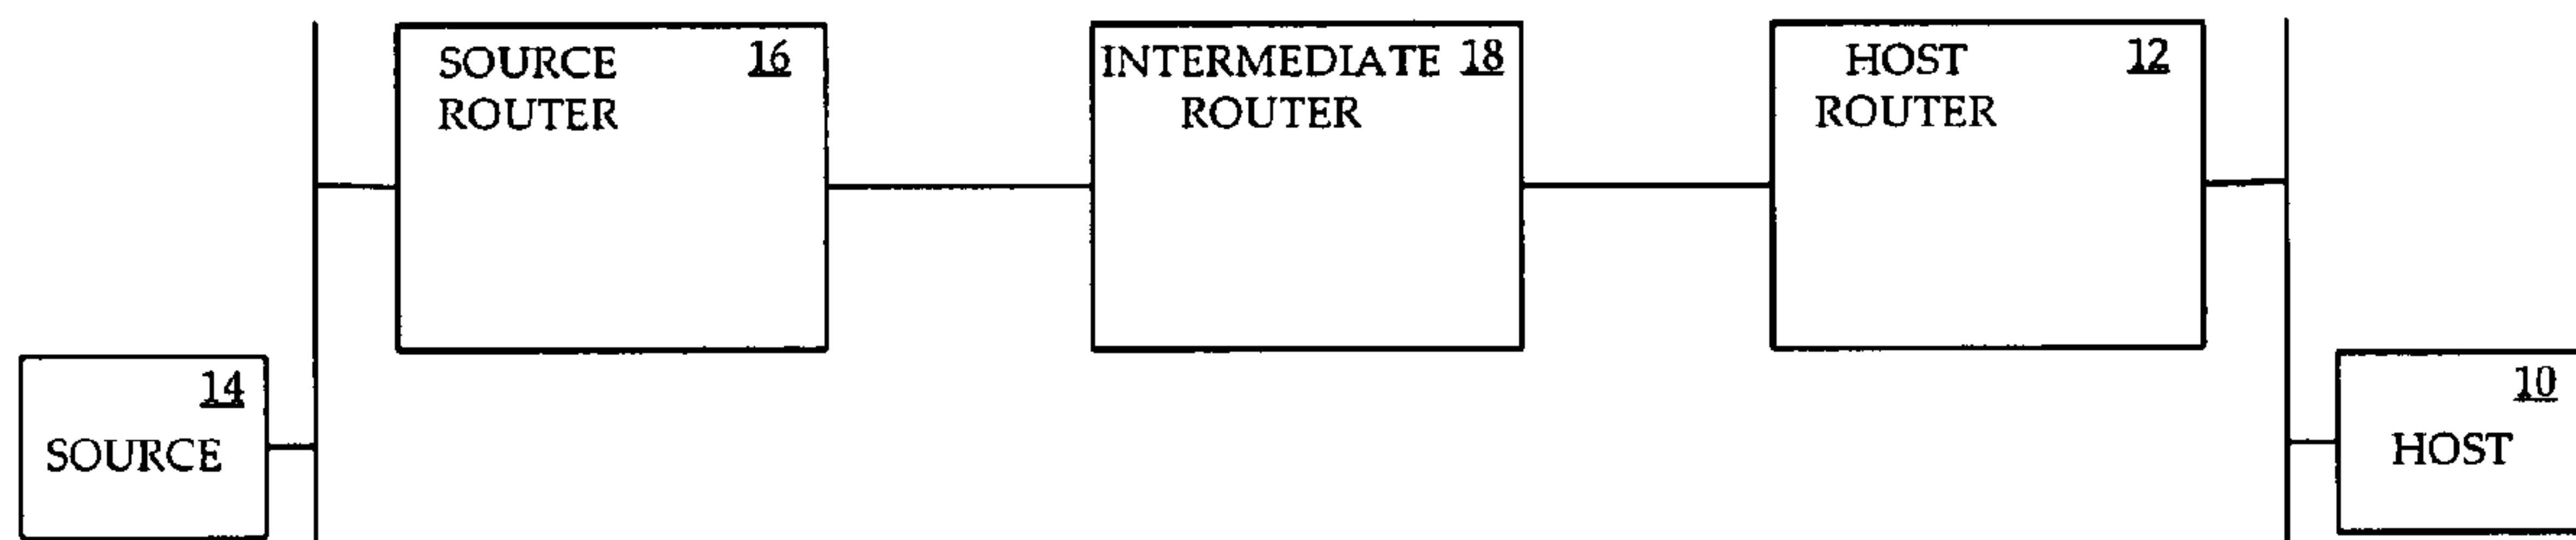 SOURCE 16
ROUTER
INTERMEDIATE 18
ROUTER
HOST 12
ROUTER
14
SOURCE
10
HOST